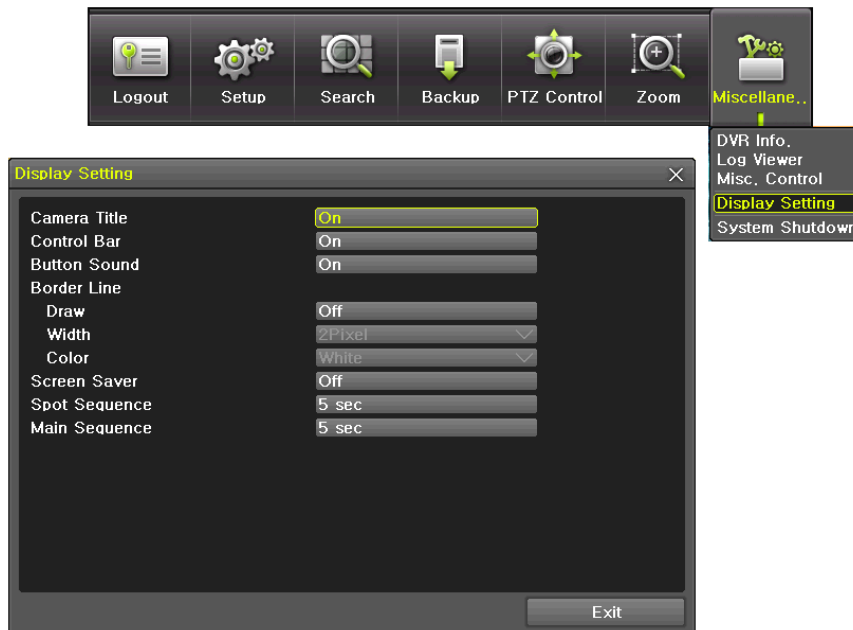 Logout Setup Search Backup PTZ Control Zoom Miscellane..
DVR Info.
Log Viewer
Misc. Control
Display Setting
System Shutdown
Display Setting
Camera Title On
Control Bar On
Button Sound On
Border Line
Draw Off
Width 2Pixel
Color White
Screen Saver Off
Spot Sequence 5 sec
Main Sequence 5 sec
Exit